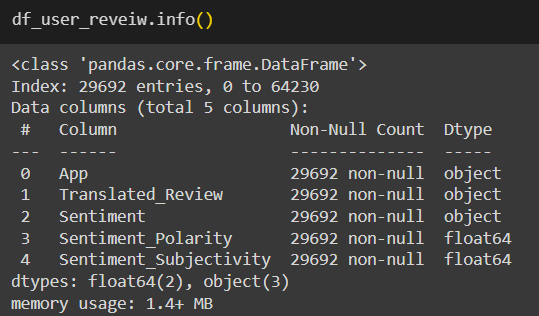 df_user_reveiw.info()
<class 'pandas.core.frame.DataFrame'>
Index: 29692 entries, 0 to 64230
Data columns (total 5 columns):
 #   Column                  Non-Null Count  Dtype
---  ------                  --------------  -----
 0   App                     29692 non-null  object
 1   Translated_Review       29692 non-null  object
 2   Sentiment               29692 non-null  object
 3   Sentiment_Polarity      29692 non-null  float64
 4   Sentiment_Subjectivity  29692 non-null  float64
dtypes: float64(2), object(3)
memory usage: 1.4+ MB